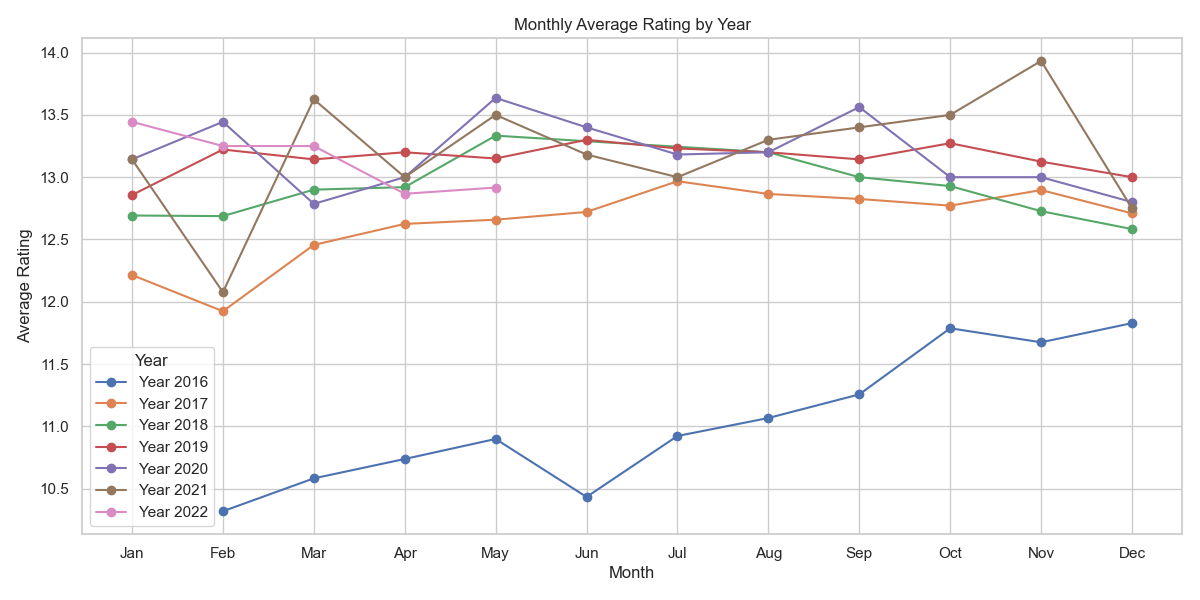 Monthly Average Rating by Year
14.0
13.5
13.0
12.5
12.0
11.5
11.0
10.5
Average Rating
Year
Year 2016
Year 2017
Year 2018
Year 2019
Year 2020
Year 2021
Year 2022
Jan Feb Mar Apr May Jun Jul Aug Sep Oct Nov Dec
Month